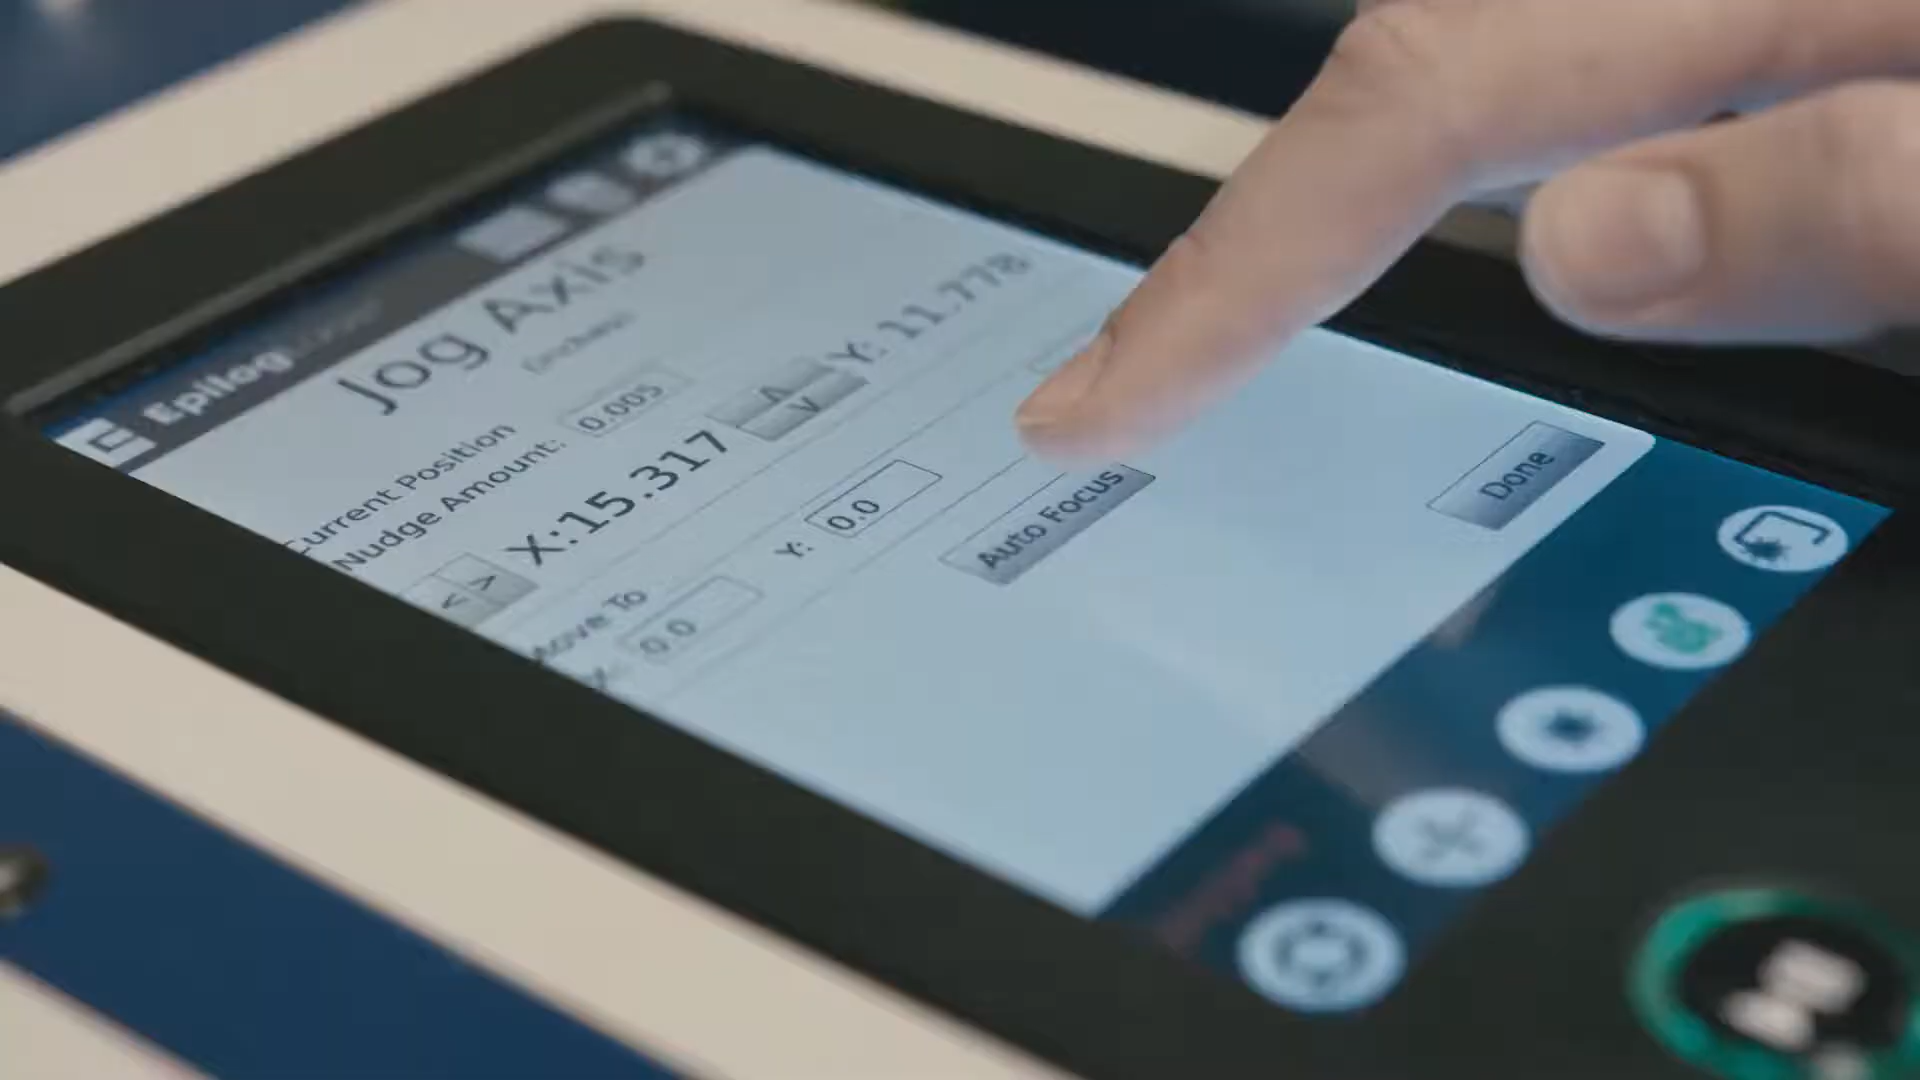 Epilog
Jog Axis
(inches)
Current Position
Nudge Amount: 0.005
< > X:15.317 ʌ v Y: 11.778
Move To
X: 0.0 Y: 0.0
Auto Focus
Done